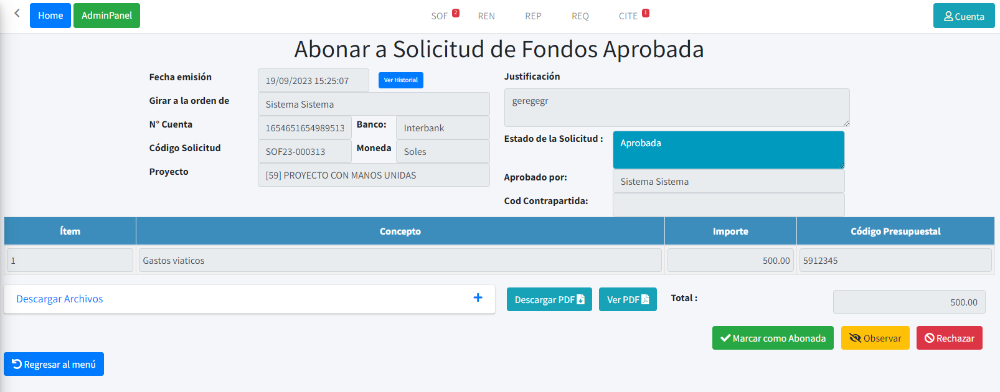 Home AdminPanel SOF 2 REN REP REQ CITE 1 Cuenta
Abonar a Solicitud de Fondos Aprobada
Fecha emisión 19/09/2023 15:25:07 Ver Historial
Girar a la orden de Sistema Sistema
N° Cuenta 1654651654989513 Banco: Interbank
Código Solicitud SOF23-000313 Moneda Soles
Proyecto [59] PROYECTO CON MANOS UNIDAS
Justificación
geregegr
Estado de la Solicitud : Aprobada
Aprobado por: Sistema Sistema
Cod Contrapartida:
Ítem Concepto Importe Código Presupuestal
1 Gastos viaticos 500.00 5912345
Descargar Archivos Descargar PDF Ver PDF Total : 500.00
Marcar como Abonada Observar Rechazar
Regresar al menú